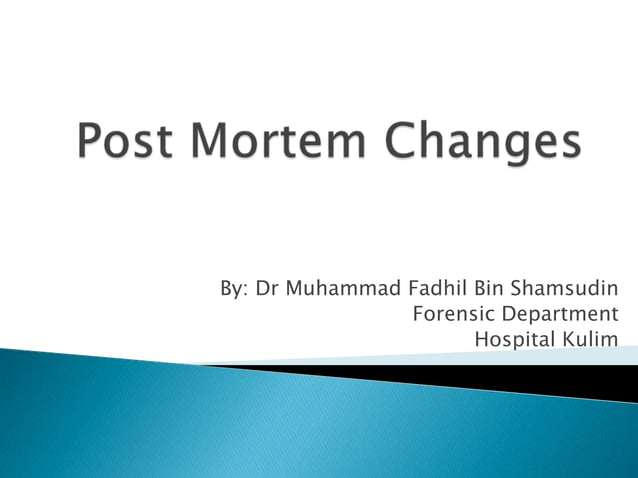 Post Mortem Changes
By: Dr Muhammad Fadhil Bin Shamsudin
Forensic Department
Hospital Kulim